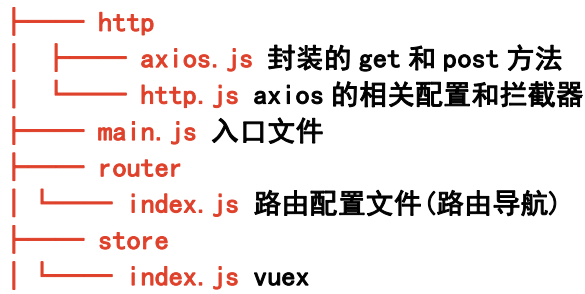 ├── http
│ ├── axios.js 封装的 get 和 post 方法
│ └── http.js axios 的相关配置和拦截器
├── main.js 入口文件
├── router
│ └── index.js 路由配置文件(路由导航)
├── store
│ └── index.js vuex